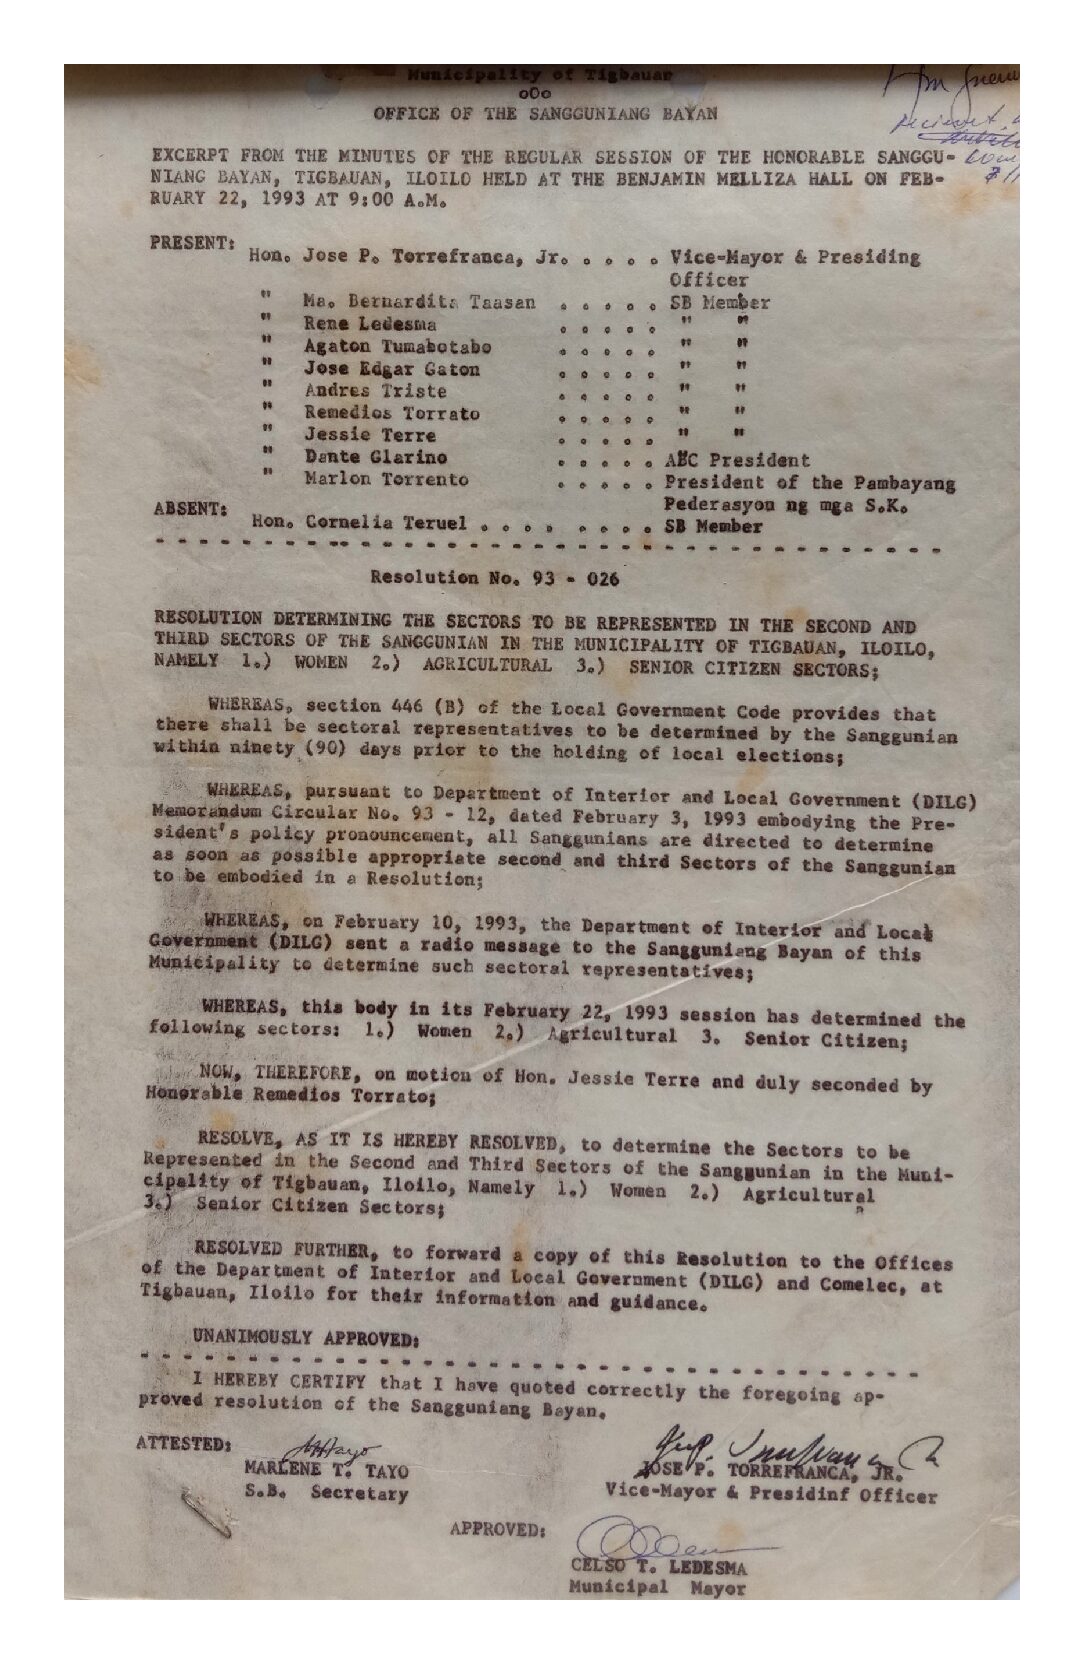 Municipality of Tigbauan
oOo
OFFICE OF THE SANGGUNIANG BAYAN
EXCERPT FROM THE MINUTES OF THE REGULAR SESSION OF THE HONORABLE SANGGU-
NIANG BAYAN, TIGBAUAN, ILOILO HELD AT THE BENJAMIN MELLIZA HALL ON FEB-
RUARY 22, 1993 AT 9:00 A.M.
PRESENT:
Hon. Jose P. Torrefranca, Jr. . . . . Vice-Mayor & Presiding
Officer
" Ma. Bernardita Taasan . . . . . SB Member
" Rene Ledesma . . . . . " "
" Agaton Tumabotabo . . . . . " "
" Jose Edgar Gaton . . . . . " "
" Andres Triste . . . . . " "
" Remedios Torrato . . . . . " "
" Jessie Terre . . . . . " "
" Dante Glarino . . . . . ABC President
" Marlon Torrento . . . . . President of the Pambayang
Pederasyon ng mga S.K.
ABSENT:
Hon. Cornelia Teruel . . . . . . . . SB Member
- - - - - - - - - - - - - - - - - - - - - - - - - - - - - - - - - - - - -
Resolution No. 93 - 026
RESOLUTION DETERMINING THE SECTORS TO BE REPRESENTED IN THE SECOND AND
THIRD SECTORS OF THE SANGGUNIAN IN THE MUNICIPALITY OF TIGBAUAN, ILOILO,
NAMELY 1.) WOMEN 2.) AGRICULTURAL 3.) SENIOR CITIZEN SECTORS;
WHEREAS, section 446 (B) of the Local Government Code provides that
there shall be sectoral representatives to be determined by the Sanggunian
within ninety (90) days prior to the holding of local elections;
WHEREAS, pursuant to Department of Interior and Local Government (DILG)
Memorandum Circular No. 93 - 12, dated February 3, 1993 embodying the Pre-
sident's policy pronouncement, all Sanggunians are directed to determine
as soon as possible appropriate second and third Sectors of the Sanggunian
to be embodied in a Resolution;
WHEREAS, on February 10, 1993, the Department of Interior and Local
Government (DILG) sent a radio message to the Sangguniang Bayan of this
Municipality to determine such sectoral representatives;
WHEREAS, this body in its February 22, 1993 session has determined the
following sectors: 1.) Women 2.) Agricultural 3. Senior Citizen;
NOW, THEREFORE, on motion of Hon. Jessie Terre and duly seconded by
Honorable Remedios Torrato;
RESOLVE, AS IT IS HEREBY RESOLVED, to determine the Sectors to be
Represented in the Second and Third Sectors of the Sanggunian in the Muni-
cipality of Tigbauan, Iloilo, Namely 1.) Women 2.) Agricultural
3.) Senior Citizen Sectors;
RESOLVED FURTHER, to forward a copy of this Resolution to the Offices
of the Department of Interior and Local Government (DILG) and Comelec, at
Tigbauan, Iloilo for their information and guidance.
UNANIMOUSLY APPROVED:
- - - - - - - - - - - - - - - - - - - - - - - - - - - - - - - - - - - -
I HEREBY CERTIFY that I have quoted correctly the foregoing ap-
proved resolution of the Sangguniang Bayan.
ATTESTED:
MARLENE T. TAYO
S.B. Secretary
JOSE P. TORREFRANCA, JR.
Vice-Mayor & Presidinf Officer
APPROVED:
CELSO T. LEDESMA
Municipal Mayor